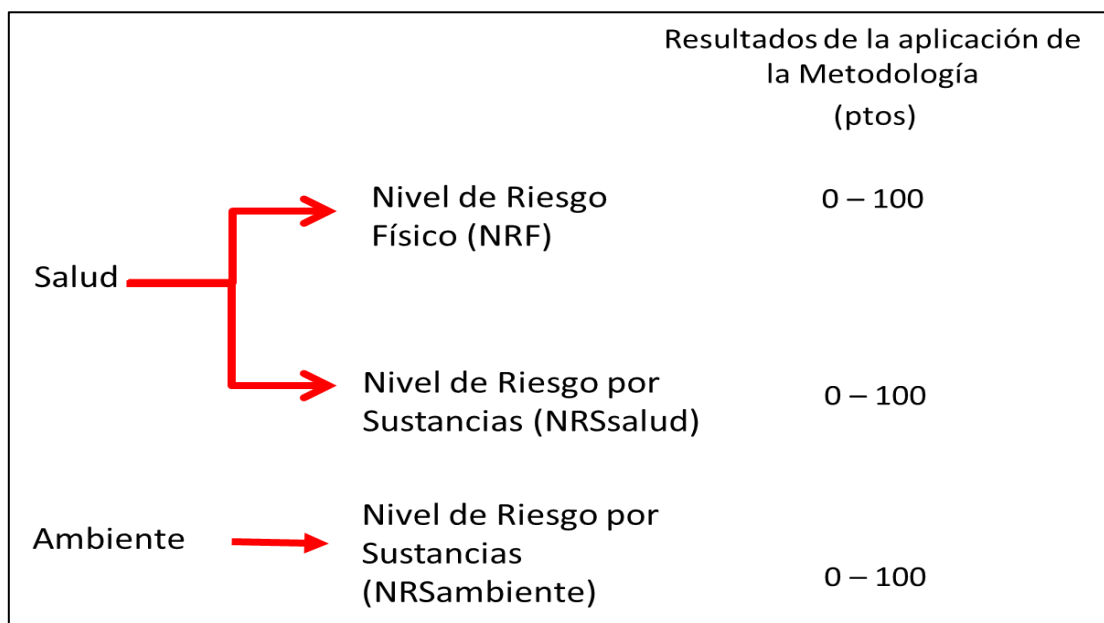 Resultados de la aplicación de
la Metodología
(ptos)
Salud
Nivel de Riesgo
Físico (NRF)
0 – 100
Nivel de Riesgo por
Sustancias (NRSsalud)
0 – 100
Ambiente
Nivel de Riesgo por
Sustancias
(NRSambiente)
0 – 100